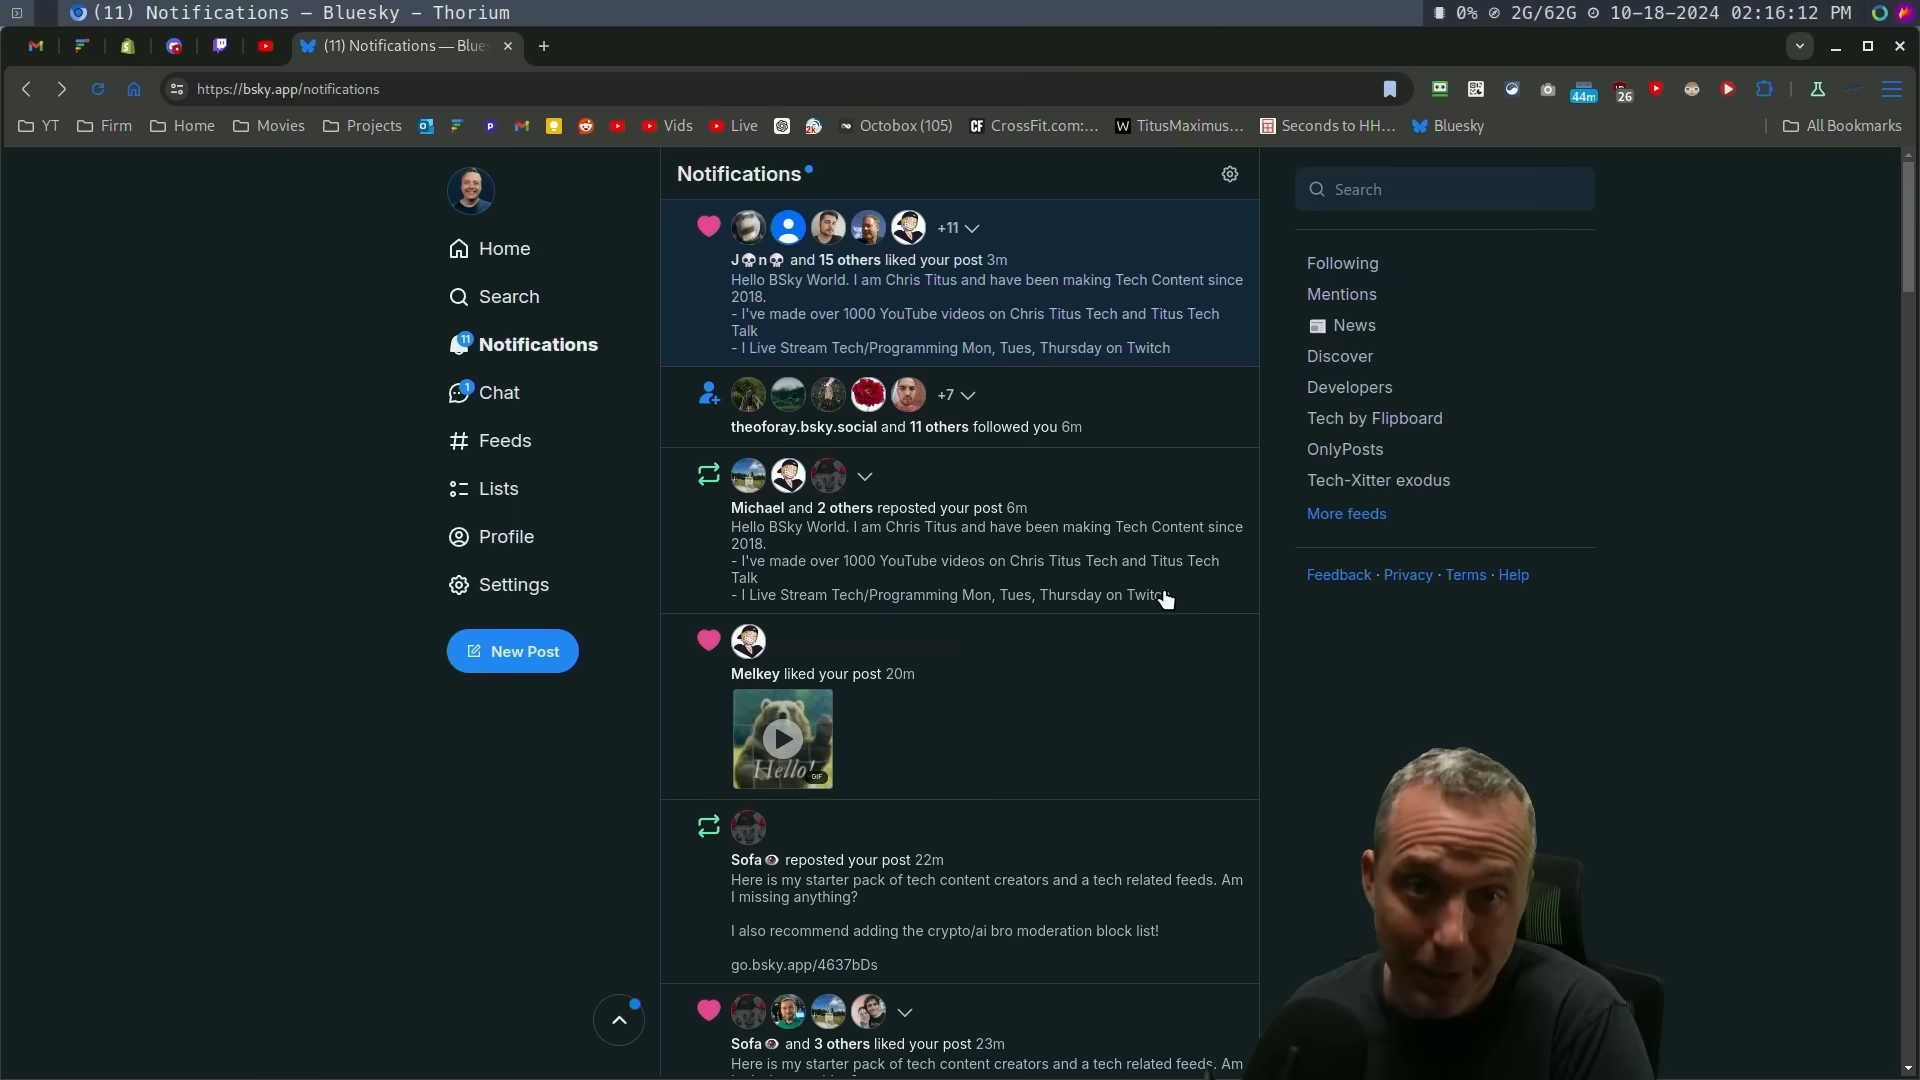 (11) Notifications — Bluesky – Thorium
0% 2G/62G 10-18-2024 02:16:12 PM
(11) Notifications — Blue
https://bsky.app/notifications
44m
26
YT Firm Home Movies Projects Vids Live Octobox (105) CF CrossFit.com:... W TitusMaximus... Seconds to HH... Bluesky All Bookmarks
Home
Search
11
Notifications
1
Chat
Feeds
Lists
Profile
Settings
New Post
Notifications
+11
J💀n💀 and 15 others liked your post 3m
Hello BSky World. I am Chris Titus and have been making Tech Content since
2018.
- I've made over 1000 YouTube videos on Chris Titus Tech and Titus Tech
Talk
- I Live Stream Tech/Programming Mon, Tues, Thursday on Twitch
+7
theoforay.bsky.social and 11 others followed you 6m
Michael and 2 others reposted your post 6m
Hello BSky World. I am Chris Titus and have been making Tech Content since
2018.
- I've made over 1000 YouTube videos on Chris Titus Tech and Titus Tech
Talk
- I Live Stream Tech/Programming Mon, Tues, Thursday on Twitch
Melkey liked your post 20m
Hello!
GIF
Sofa👁️ reposted your post 22m
Here is my starter pack of tech content creators and a tech related feeds. Am
I missing anything?
I also recommend adding the crypto/ai bro moderation block list!
go.bsky.app/4637bDs
Sofa👁️ and 3 others liked your post 23m
Here is my starter pack of tech content creators and a tech related feeds. Am
Search
Following
Mentions
📰 News
Discover
Developers
Tech by Flipboard
OnlyPosts
Tech-Xitter exodus
More feeds
Feedback · Privacy · Terms · Help